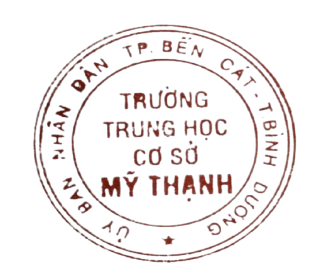 ỦY BAN NHÂN DÂN TP. BẾN CÁT - T.BÌNH DƯƠNG
TRƯỜNG
TRUNG HỌC
CƠ SỞ
MỸ THẠNH